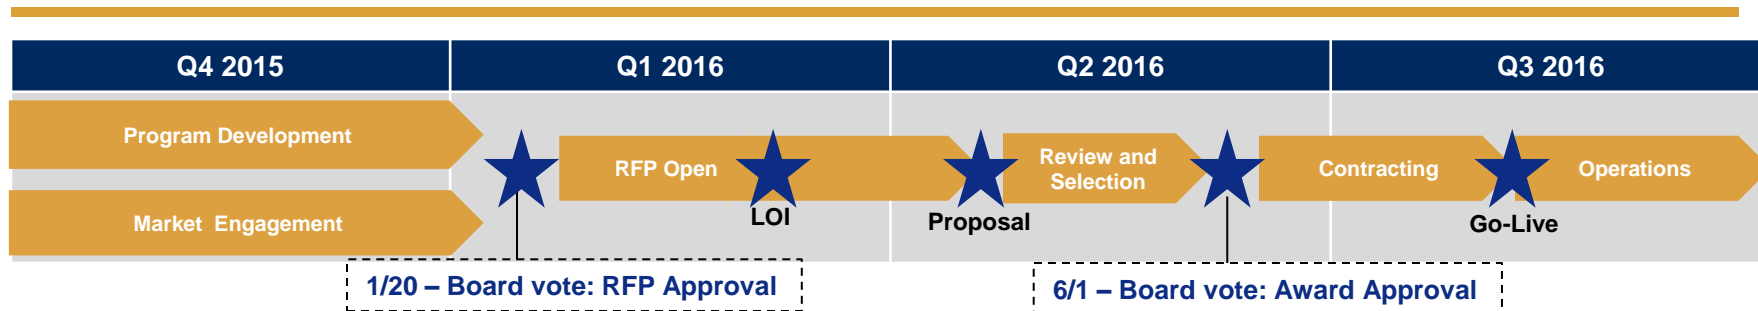 Q4 2015
Q1 2016
Q2 2016
Q3 2016
Program Development
Market  Engagement
RFP Open
LOI
Proposal
Review and
Selection
Contracting
Go-Live
Operations
1/20 – Board vote: RFP Approval
6/1 – Board vote: Award Approval